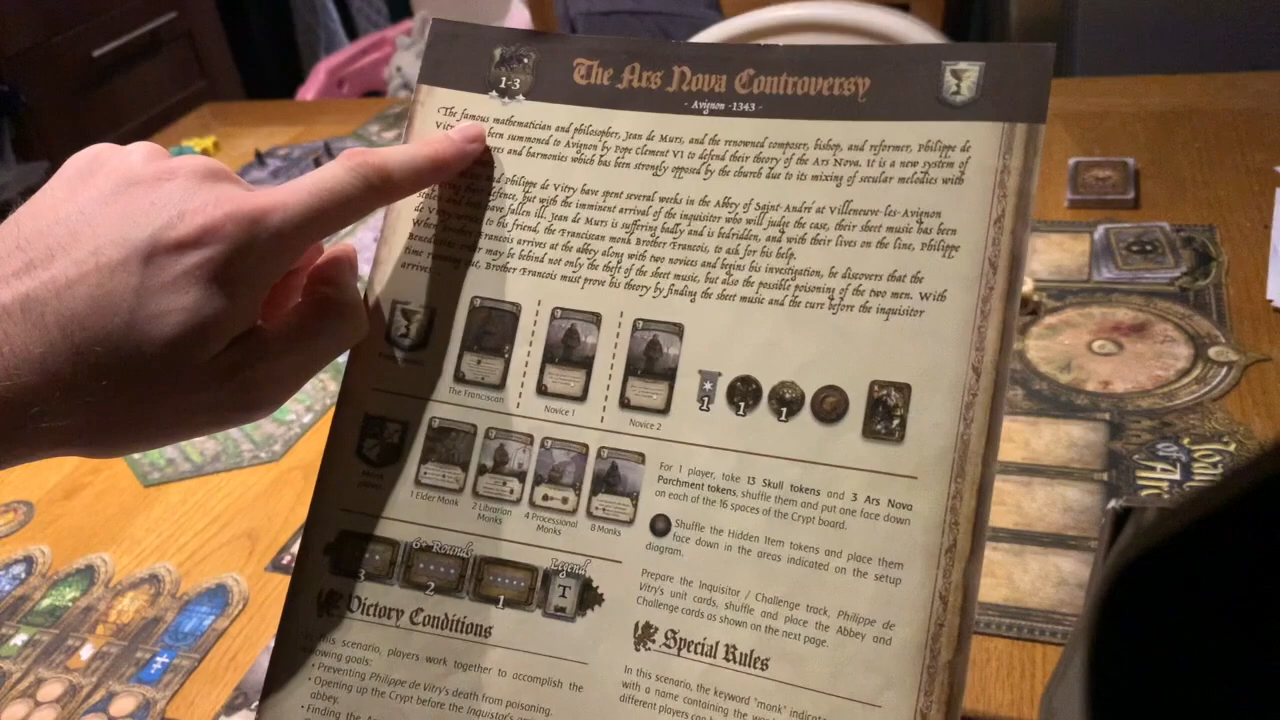 1-3
The Ars Nova Controversy
- Avignon -1343 -
The famous mathematician and philosopher, Jean de Murs, and the renowned composer, bishop, and reformer, Philippe de
been summoned to Avignon by Pope Clement VI to defend their theory of the Ars Nova. It is a new system of
and harmonies which has been strongly opposed by the church due to its mixing of secular melodies with
Philippe de Vitry have spent several weeks in the Abbey of Saint-André at Villeneuve-les-Avignon
defence, but with the imminent arrival of the inquisitor who will judge the case, their sheet music has been
have fallen ill. Jean de Murs is suffering badly and is bedridden, and with their lives on the line, Philippe
de Vitry to his friend, the Franciscan monk Brother Francois, to ask for his help.
When Francois arrives at the abbey along with two novices and begins his investigation, he discovers that the
Benedictine may be behind not only the theft of the sheet music, but also the possible poisoning of the two men. With
time out, Brother Francois must prove his theory by finding the sheet music and the cure before the inquisitor
arrives.
The Franciscan
Novice 1
Novice 2
1
1
1
1 Elder Monk
2 Librarian Monks
4 Processional Monks
8 Monks
For 1 player, take 13 Skull tokens and 3 Ars Nova
Parchment tokens, shuffle them and put one face down
on each of the 16 spaces of the Crypt board.
Shuffle the Hidden Item tokens and place them
face down in the areas indicated on the setup
diagram.
Prepare the Inquisitor / Challenge track, Philippe de
Vitry's unit cards, shuffle and place the Abbey and
Challenge cards as shown on the next page.
6+ Rounds
Legend
3
2
1
T
Victory Conditions
this scenario, players work together to accomplish the
following goals:
• Preventing Philippe de Vitry's death from poisoning.
• Opening up the Crypt before the Inquisitor's
abbey.
• Finding the
Special Rules
In this scenario, the keyword "monk"
with a name containing the
different players
Joan
of Arc